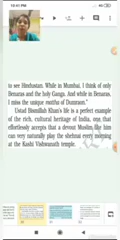 10:41 PM
to see Hindustan. While in Mumbai, I think of only
Benaras and the holy Ganga. And while in Benaras,
I miss the unique mattha of Dumraon."
Ustad Bismillah Khan's life is a perfect example
of the rich, cultural heritage of India, one that
effortlessly accepts that a devout Muslim like him
can very naturally play the shehnai every morning
at the Kashi Vishwanath temple.